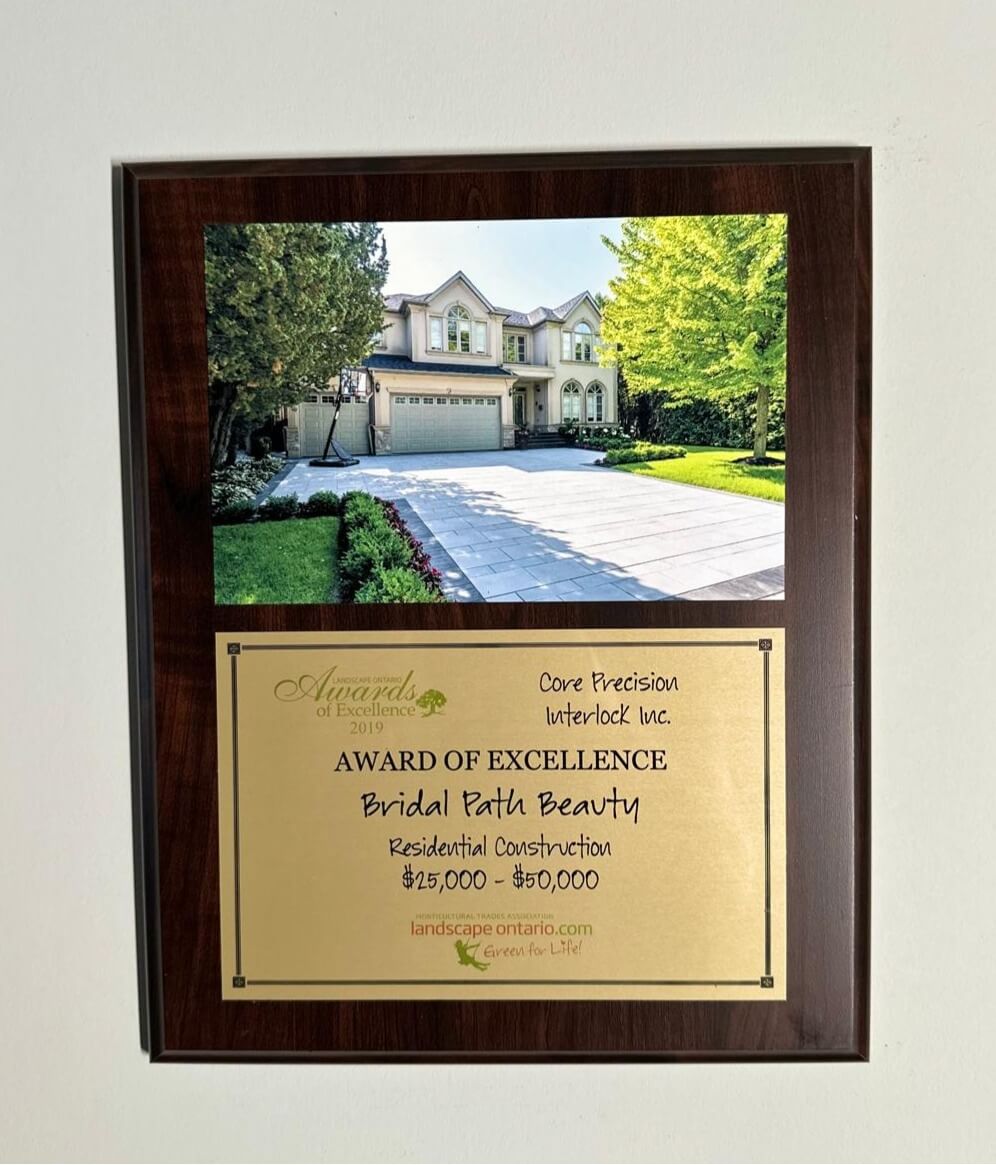 LANDSCAPE ONTARIO
Awards
of Excellence
2019
Core Precision
Interlock Inc.
AWARD OF EXCELLENCE
Bridal Path Beauty
Residential Construction
$25,000 - $50,000
HORTICULTURAL TRADES ASSOCIATION
landscape ontario.com
Green for Life!